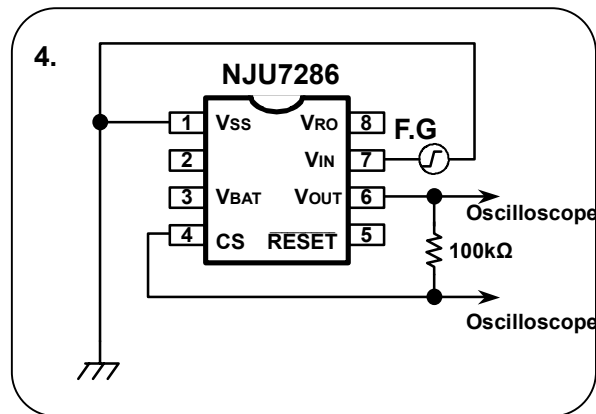 4.
NJU7286
F.G
1 VSS VRO 8
2 VIN 7
3 VBAT VOUT 6
4 CS RESET 5
Oscilloscope
100kΩ
Oscilloscope